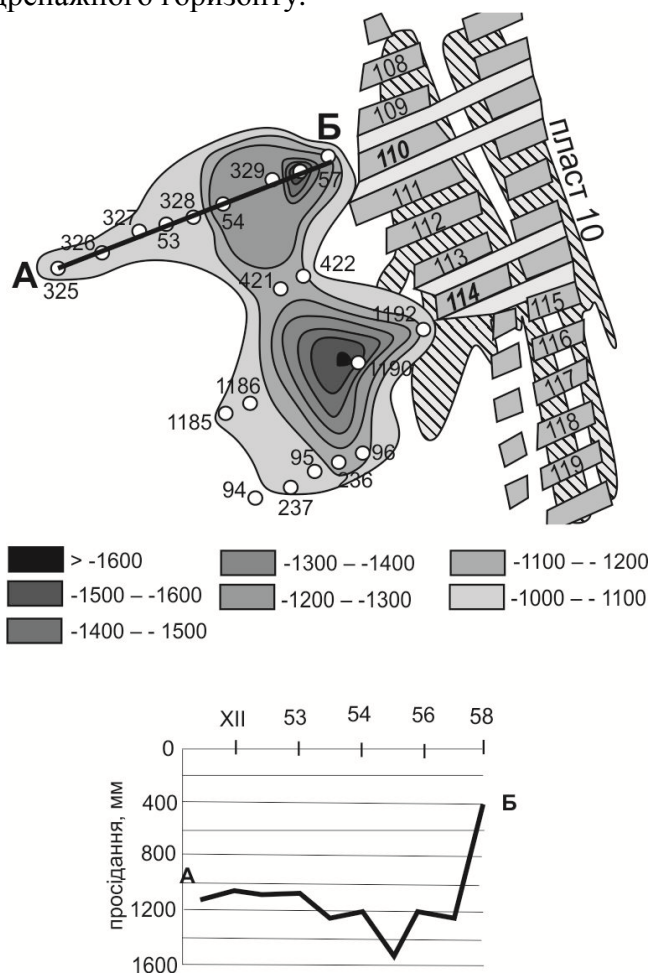 дренажного горизонту.
108
109
110
111
112
113
114
115
116
117
118
119
пласт 10
Б
А
329
57
328
54
327
53
326
325
422
421
1192
1190
1186
1185
96
95
236
94
237
> -1600
-1500 – -1600
-1400 – - 1500
-1300 – -1400
-1200 – -1300
-1100 – - 1200
-1000 – - 1100
XII 53 54 56 58
0
400
800
1200
1600
просідання, мм
А
Б